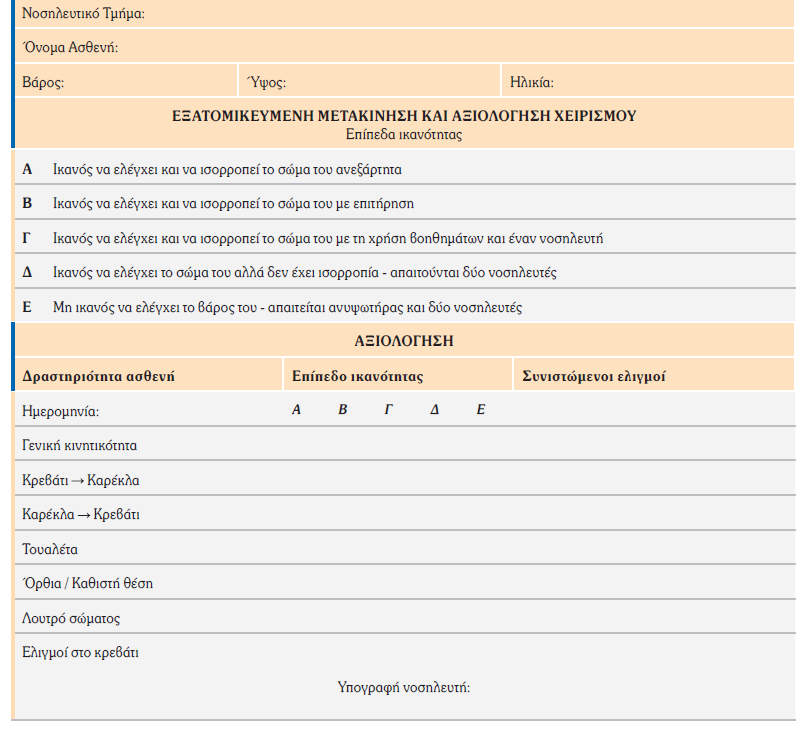 Νοσηλευτικό Τμήμα:
Όνομα Ασθενή:
Βάρος: Ύψος: Ηλικία:
ΕΞΑΤΟΜΙΚΕΥΜΕΝΗ ΜΕΤΑΚΙΝΗΣΗ ΚΑΙ ΑΞΙΟΛΟΓΗΣΗ ΧΕΙΡΙΣΜΟΥ
Επίπεδα ικανότητας
Α Ικανός να ελέγχει και να ισορροπεί το σώμα του ανεξάρτητα
Β Ικανός να ελέγχει και να ισορροπεί το σώμα του με επιτήρηση
Γ Ικανός να ελέγχει και να ισορροπεί το σώμα του με τη χρήση βοηθημάτων και έναν νοσηλευτή
Δ Ικανός να ελέγχει το σώμα του αλλά δεν έχει ισορροπία - απαιτούνται δύο νοσηλευτές
Ε Μη ικανός να ελέγχει το βάρος του - απαιτείται ανυψωτήρας και δύο νοσηλευτές
ΑΞΙΟΛΟΓΗΣΗ
Δραστηριότητα ασθενή Επίπεδο ικανότητας Συνιστώμενοι ελιγμοί
Ημερομηνία: Α Β Γ Δ Ε
Γενική κινητικότητα
Κρεβάτι → Καρέκλα
Καρέκλα → Κρεβάτι
Τουαλέτα
Όρθια / Καθιστή θέση
Λουτρό σώματος
Ελιγμοί στο κρεβάτι
Υπογραφή νοσηλευτή: